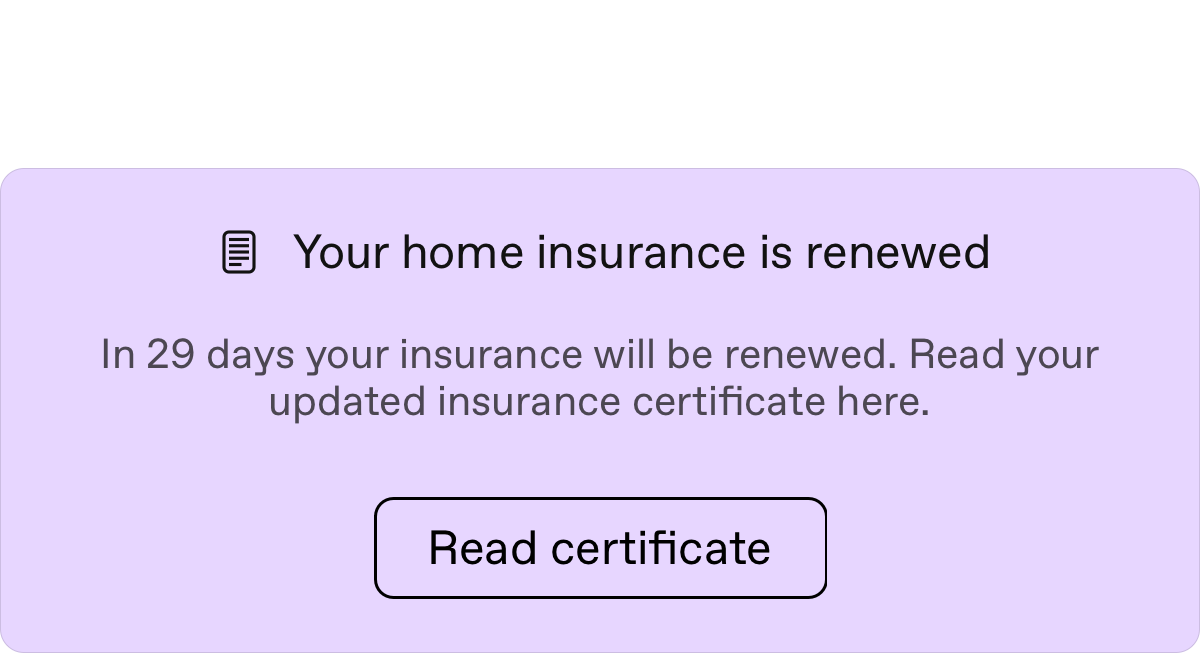 Your home insurance is renewed
In 29 days your insurance will be renewed. Read your
updated insurance certificate here.
Read certificate